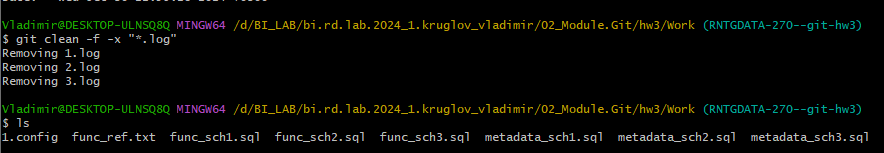 Vladimir@DESKTOP-ULNSQ8Q MINGW64 /d/BI_LAB/bi.rd.lab.2024_1.kruglov_vladimir/02_Module.Git/hw3/Work (RNTGDATA-270--git-hw3)
$ git clean -f -x "*.log"
Removing 1.log
Removing 2.log
Removing 3.log
Vladimir@DESKTOP-ULNSQ8Q MINGW64 /d/BI_LAB/bi.rd.lab.2024_1.kruglov_vladimir/02_Module.Git/hw3/Work (RNTGDATA-270--git-hw3)
$ ls
1.config  func_ref.txt  func_sch1.sql  func_sch2.sql  func_sch3.sql  metadata_sch1.sql  metadata_sch2.sql  metadata_sch3.sql